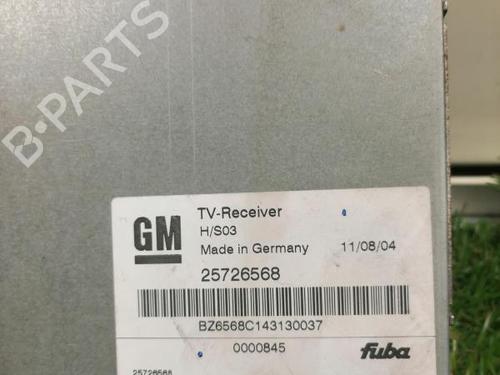 B-PARTS
GM
TV-Receiver
H/S03
Made in Germany 11/08/04
25726568
BZ6568C143130037
0000845
fuba
25726568